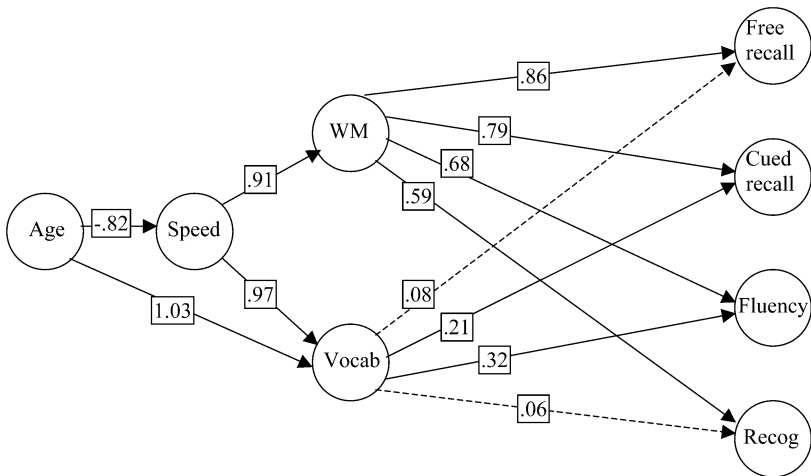 Free
recall
.86
WM
.79
Cued
recall
.68
.91
.59
Age
-.82
Speed
.97
.08
1.03
.21
Fluency
Vocab
.32
.06
Recog